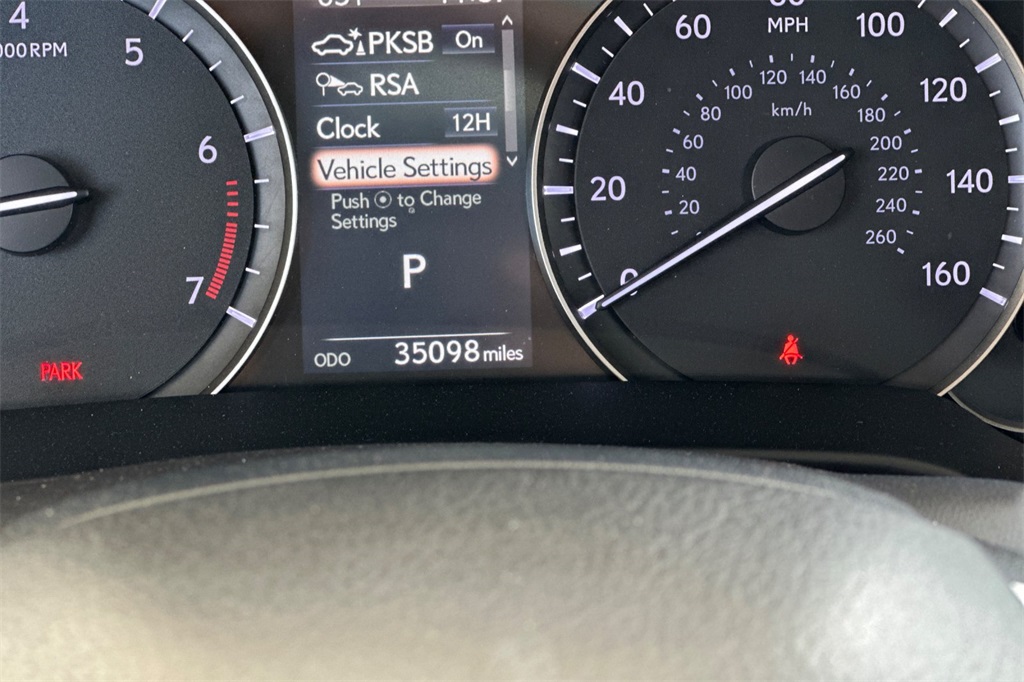 4
000RPM
5
6
7
PARK
PKSB On
RSA
Clock 12H
Vehicle Settings
Push to Change
Settings
P
ODO 35098 miles
0
20
40
60
MPH
100
120
140
160
km/h
20
40
60
80
100
120
140
160
180
200
220
240
260